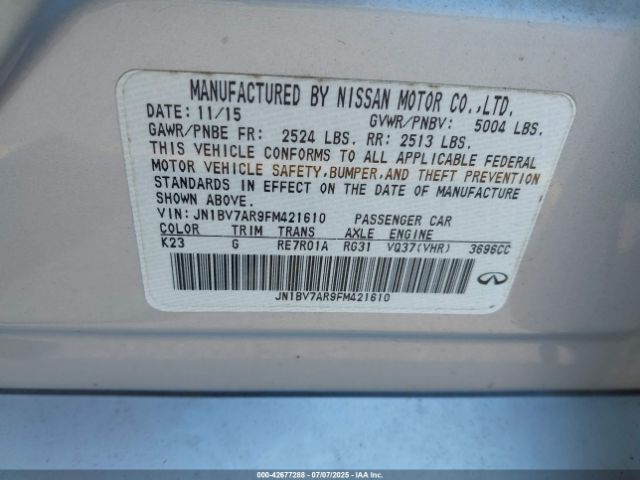 MANUFACTURED BY NISSAN MOTOR CO.,LTD.
DATE: 11/15 GVWR/PNBV: 5004 LBS.
GAWR/PNBE FR: 2524 LBS. RR: 2513 LBS.
THIS VEHICLE CONFORMS TO ALL APPLICABLE FEDERAL
MOTOR VEHICLE SAFETY,BUMPER,AND THEFT PREVENTION
STANDARDS IN EFFECT ON THE DATE OF MANUFACTURE
SHOWN ABOVE.
VIN: JN1BV7AR9FM421610 PASSENGER CAR
COLOR TRIM TRANS AXLE ENGINE
K23 G RE7R01A RG31 VQ37(VHR) 3696CC
JN1BV7AR9FM421610
000-42677288 - 07/07/2025 - IAA Inc.